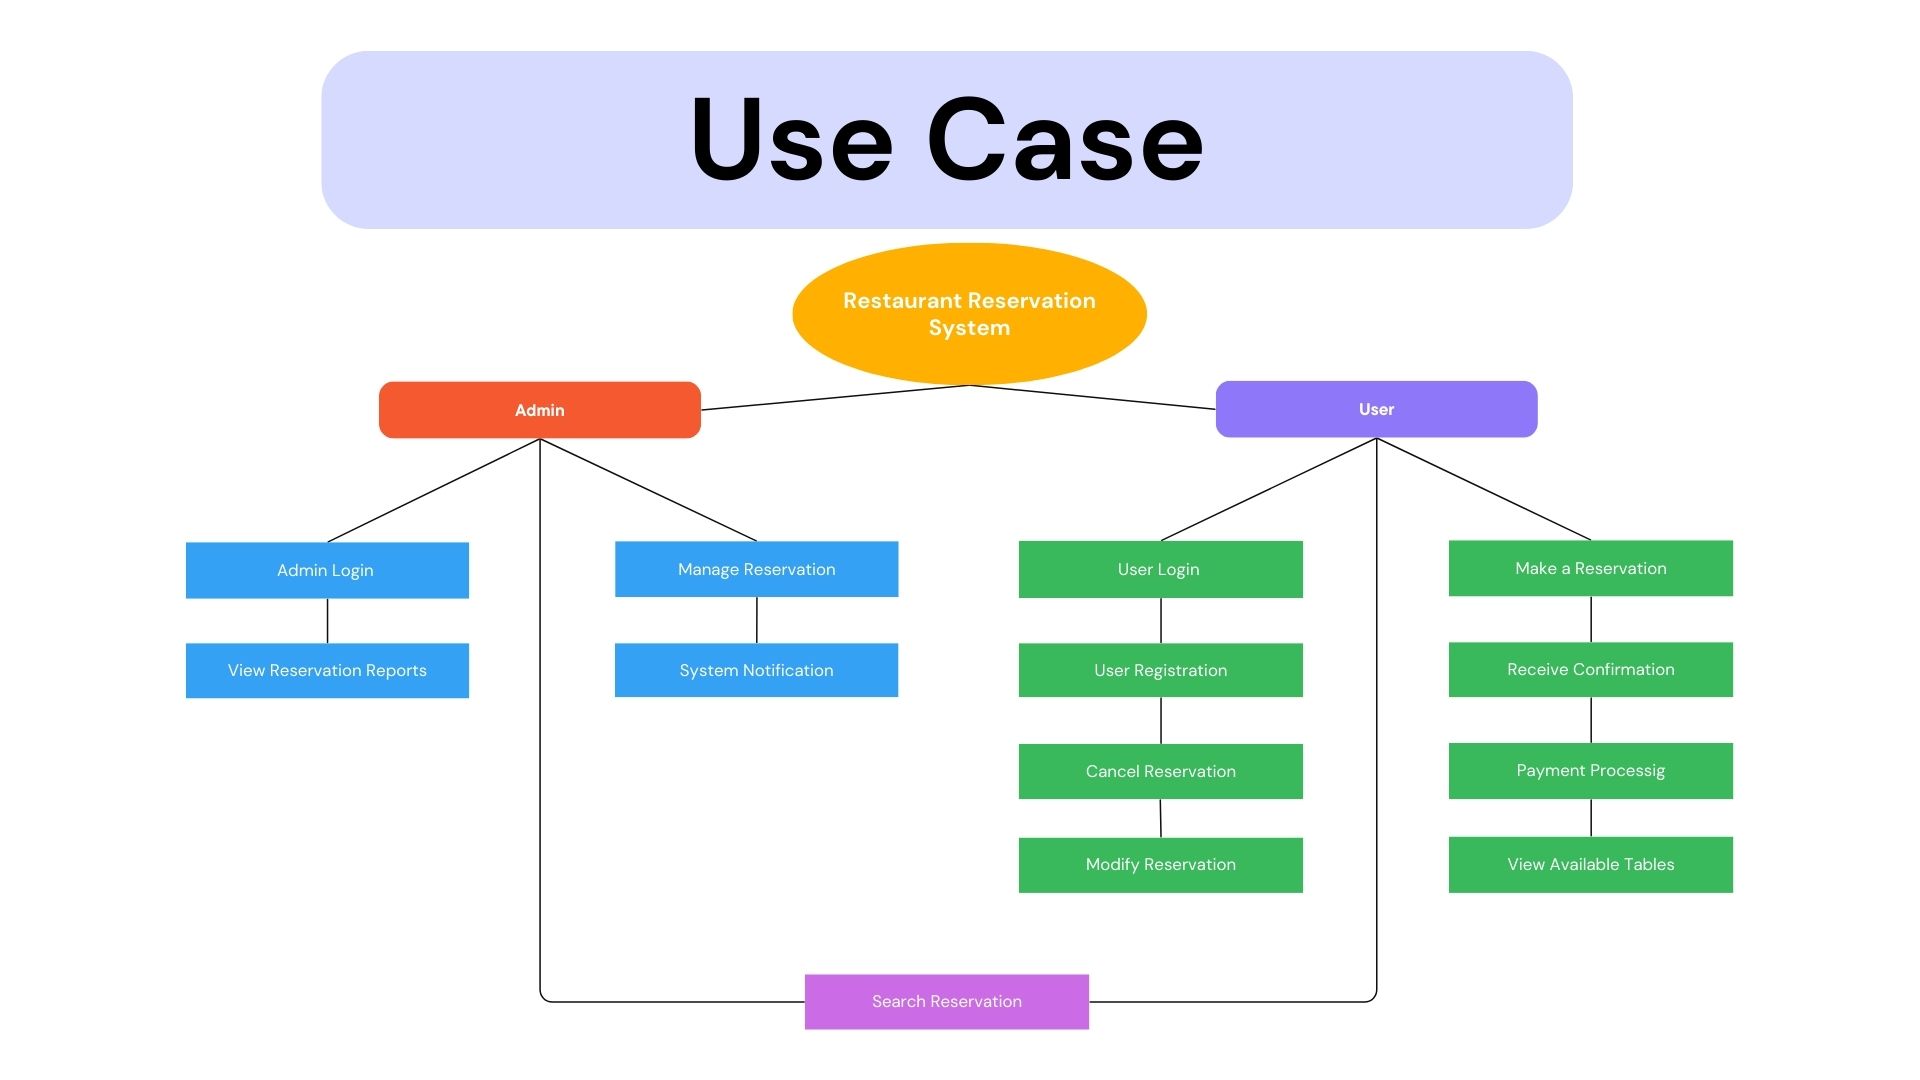 Use Case
Restaurant Reservation
System
Admin
User
Admin Login
Manage Reservation
User Login
Make a Reservation
View Reservation Reports
System Notification
User Registration
Receive Confirmation
Cancel Reservation
Payment Processig
Modify Reservation
View Available Tables
Search Reservation